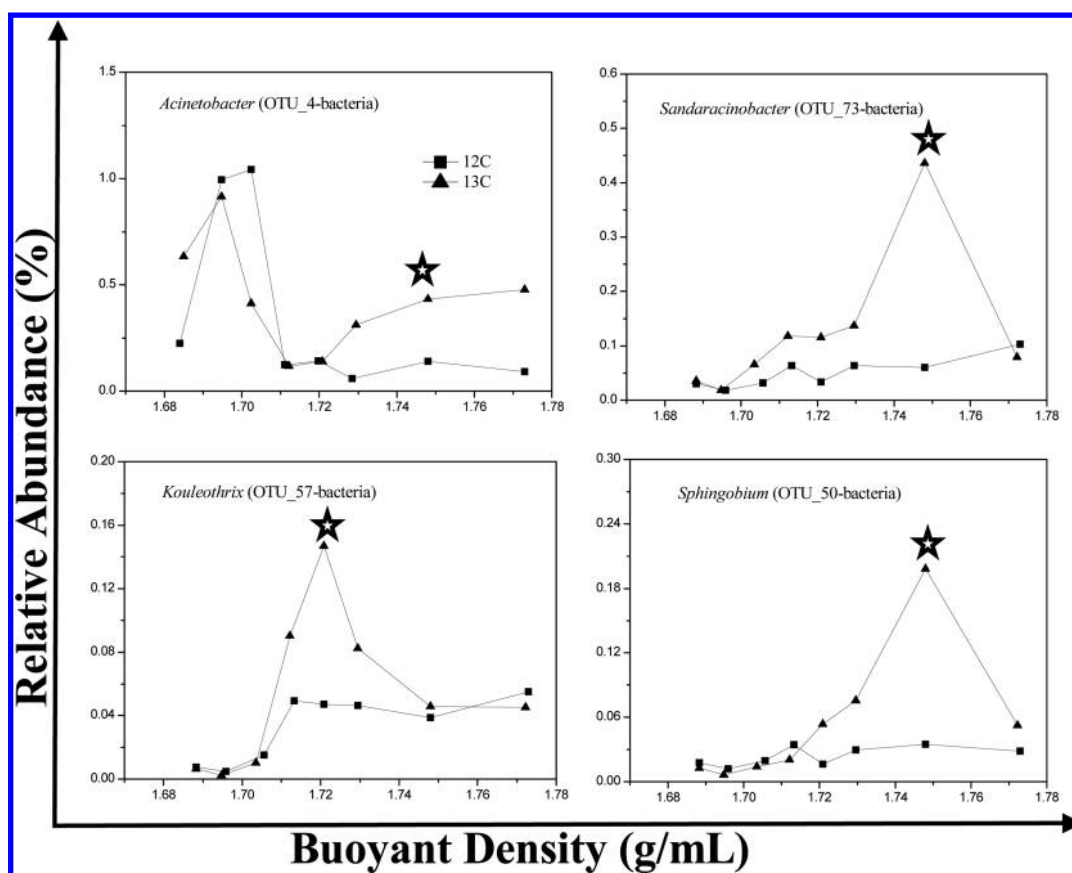 Relative Abundance (%)
Acinetobacter (OTU_4-bacteria)
12C
13C
1.5
1.0
0.5
0.0
1.68 1.70 1.72 1.74 1.76 1.78
Sandaracinobacter (OTU_73-bacteria)
0.6
0.5
0.4
0.3
0.2
0.1
0.0
1.68 1.70 1.72 1.74 1.76 1.78
Kouleothrix (OTU_57-bacteria)
0.20
0.16
0.12
0.08
0.04
0.00
1.68 1.70 1.72 1.74 1.76 1.78
Sphingobium (OTU_50-bacteria)
0.30
0.24
0.18
0.12
0.06
0.00
1.68 1.70 1.72 1.74 1.76 1.78
Buoyant Density (g/mL)